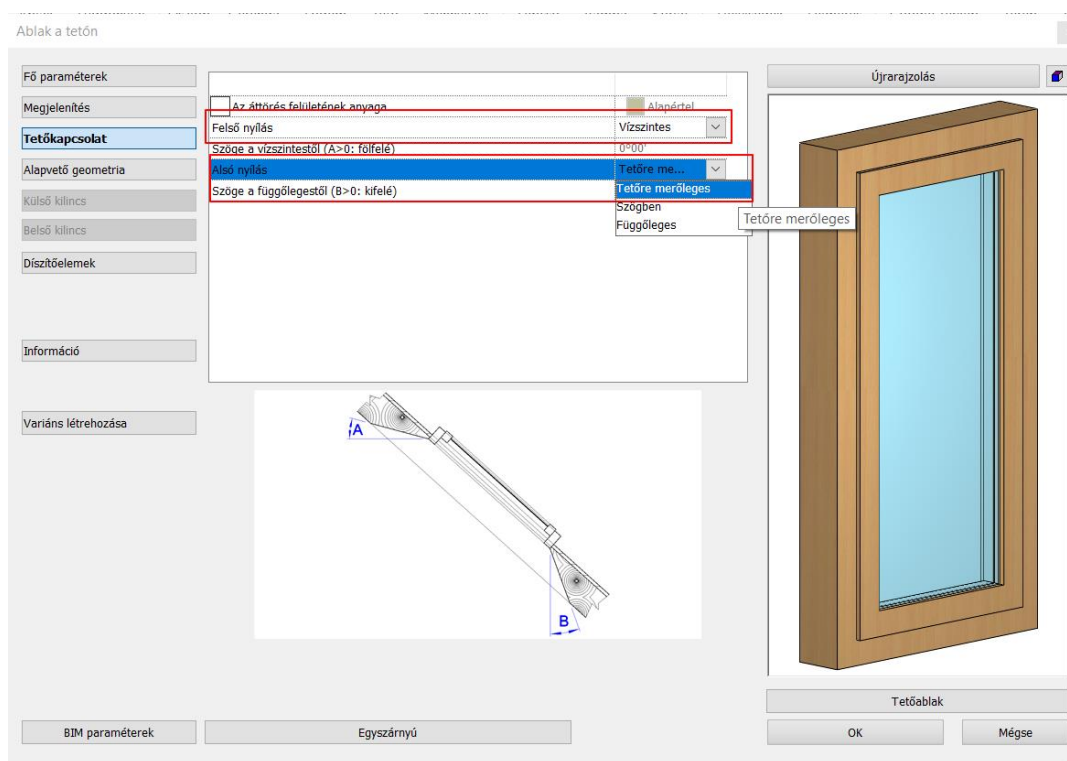 Ablak a tetőn
Fő paraméterek
Megjelenítés
Tetőkapcsolat
Alapvető geometria
Külső kilincs
Belső kilincs
Díszítőelemek
Információ
Variáns létrehozása
Az áttörés felületének anyaga Alapértel
Felső nyílás Vízszintes
Szöge a vízszintestől (A>0: fölfelé) 0°00'
Alsó nyílás Tetőre me...
Szöge a függőlegestől (B>0: kifelé) Tetőre merőleges
Szögben
Függőleges
Tetőre merőleges
A
B
Újrarajzolás
Tetőablak
BIM paraméterek Egyszárnyú OK Mégse